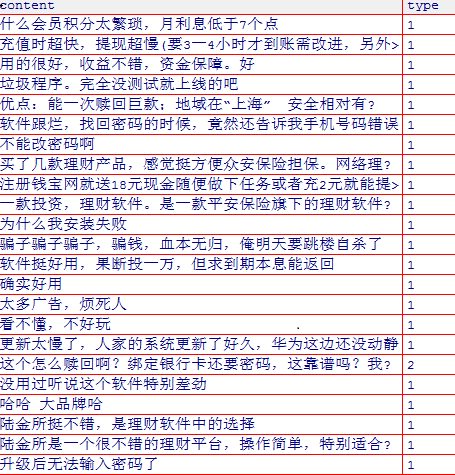 content type
什么会员积分太繁琐，月利息低于7个点 1
充值时超快，提现超慢(要3一4小时才到账需改进，另外> 1
用的很好，收益不错，资金保障。好 1
垃圾程序。完全没测试就上线的吧 1
优点：能一次赎回巨款；地域在“上海” 安全相对有? 1
软件跟烂，找回密码的时候，竟然还告诉我手机号码错误 1
不能改密码啊 1
买了几款理财产品，感觉挺方便众安保险担保。网络理? 1
注册钱宝网就送18元现金随便做下任务或者充2元就能提> 1
一款投资，理财软件。是一款平安保险旗下的理财软件? 1
为什么我安装失败 1
骗子骗子骗子，骗钱，血本无归，俺明天要跳楼自杀了 1
软件挺好用，果断投一万，但求到期本息能返回 1
确实好用 1
太多广告，烦死人 1
看不懂，不好玩 1
更新太慢了，人家的系统更新了好久，华为这边还没动静 1
这个怎么赎回啊？绑定银行卡还要密码，这靠谱吗？我? 2
没用过听说这个软件特别差劲 1
哈哈 大品牌哈 1
陆金所挺不错，是理财软件中的选择 1
陆金所是一个很不错的理财平台，操作简单，特别适合? 1
升级后无法输入密码了 1